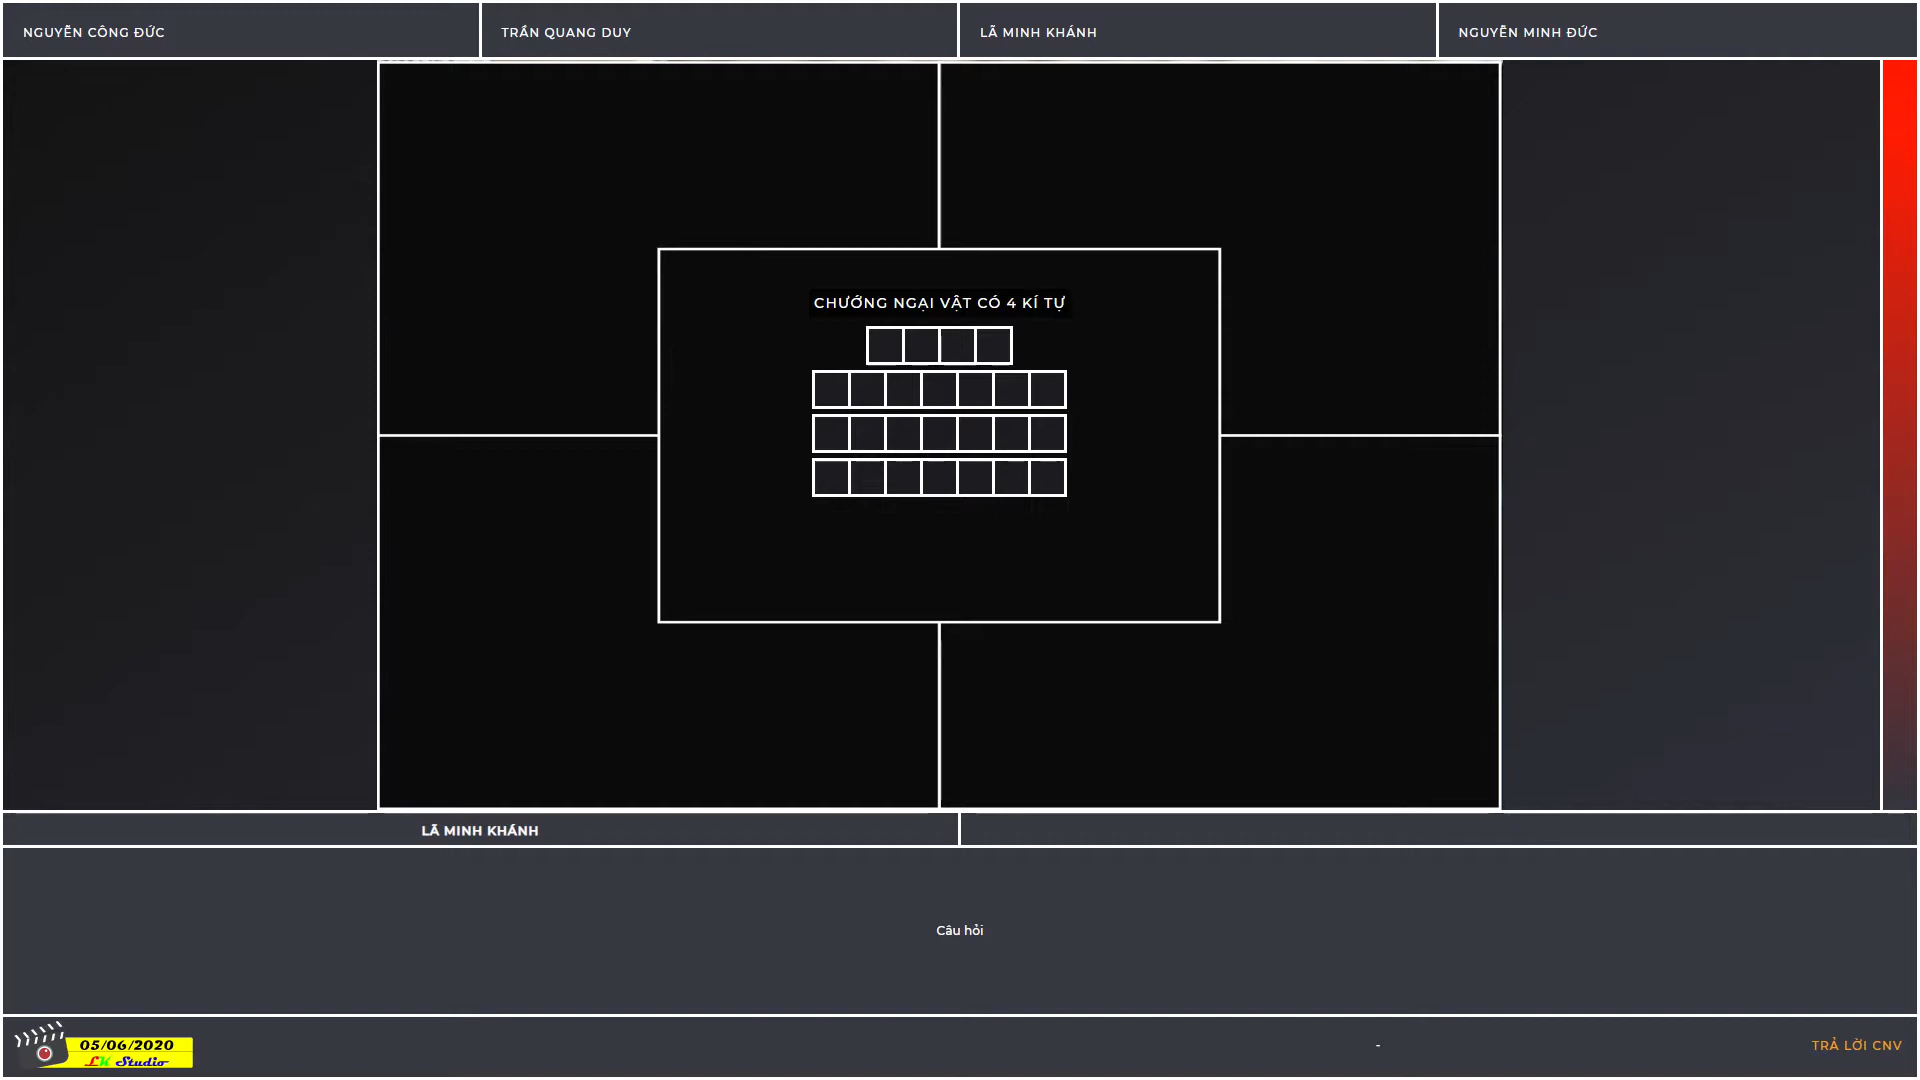 NGUYỄN CÔNG ĐỨC
TRẦN QUANG DUY
LÃ MINH KHÁNH
NGUYỄN MINH ĐỨC
CHƯỚNG NGẠI VẬT CÓ 4 KÍ TỰ
LÃ MINH KHÁNH
Câu hỏi
05/06/2020
LK Studio
-
TRẢ LỜI CNV